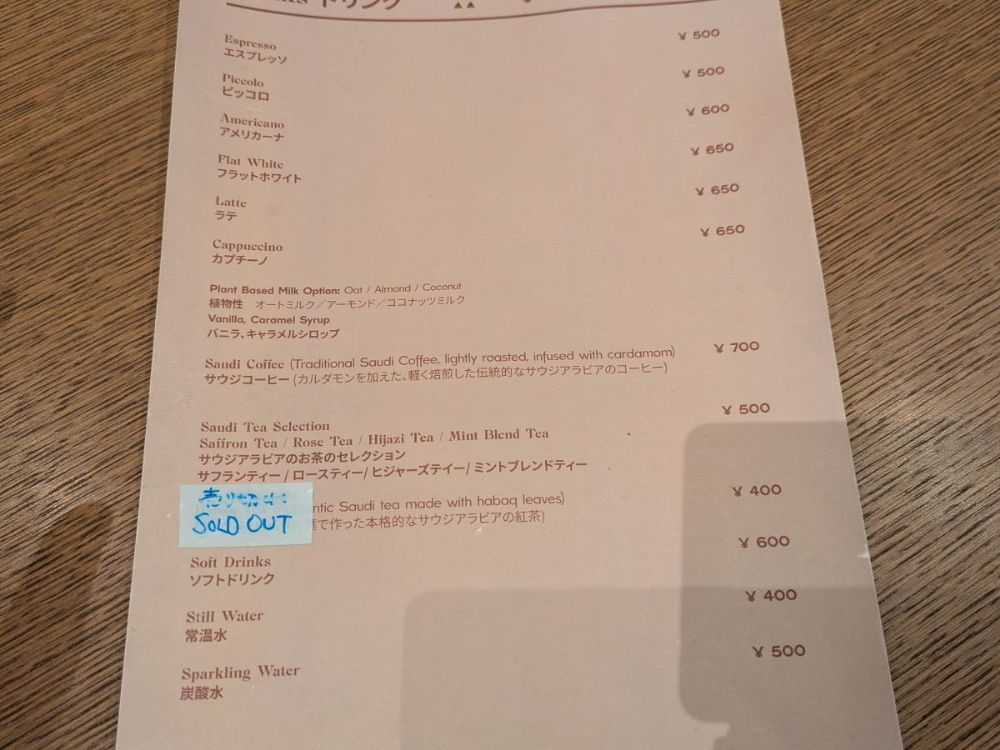 ドリンク
Espresso ¥ 500
エスプレッソ
Piccolo ¥ 500
ピッコロ
Americano ¥ 600
アメリカーナ
Flat White ¥ 650
フラットホワイト
Latte ¥ 650
ラテ
Cappuccino ¥ 650
カプチーノ
Plant Based Milk Option: Oat / Almond / Coconut
植物性 オートミルク／アーモンド／ココナッツミルク
Vanilla, Caramel Syrup
バニラ、キャラメルシロップ
Saudi Coffee (Traditional Saudi Coffee, lightly roasted, infused with cardamom) ¥ 700
サウジコーヒー (カルダモンを加えた、軽く焙煎した伝統的なサウジアラビアのコーヒー)
Saudi Tea Selection ¥ 500
Saffron Tea / Rose Tea / Hijazi Tea / Mint Blend Tea
サウジアラビアのお茶のセレクション
サフランティー / ロースティー/ ヒジャーズテイー/ ミントブレンドティー
売り切れ
SOLD OUT
ntic Saudi tea made with habaq leaves) ¥ 400
葉で作った本格的なサウジアラビアの紅茶)
Soft Drinks ¥ 600
ソフトドリンク
Still Water ¥ 400
常温水
Sparkling Water ¥ 500
炭酸水